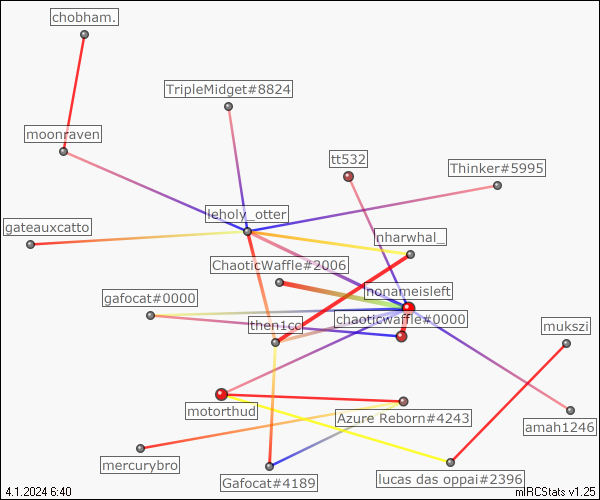 chobham.
TripleMidget#8824
moonraven
tt532
Thinker#5995
leholy_otter
gateauxcatto
nharwhal_
ChaoticWaffle#2006
nonameisleft
gafocat#0000
chaoticwaffle#0000
then1cc
mukszi
motorthud
Azure Reborn#4243
amah1246
mercurybro
Gafocat#4189
lucas das oppai#2396
4.1.2024 6:40
mIRCStats v1.25